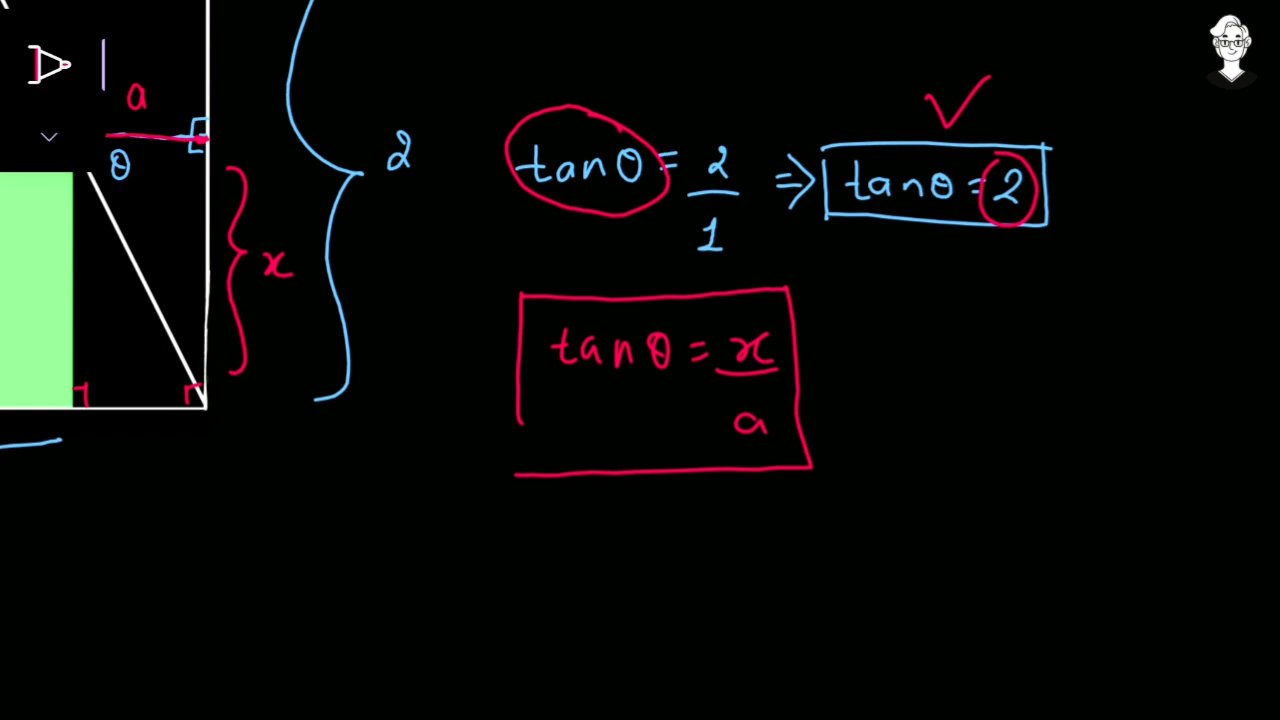 a
θ
x
2
tanθ = 2/1 ⇒ tanθ = 2
tanθ = x/a